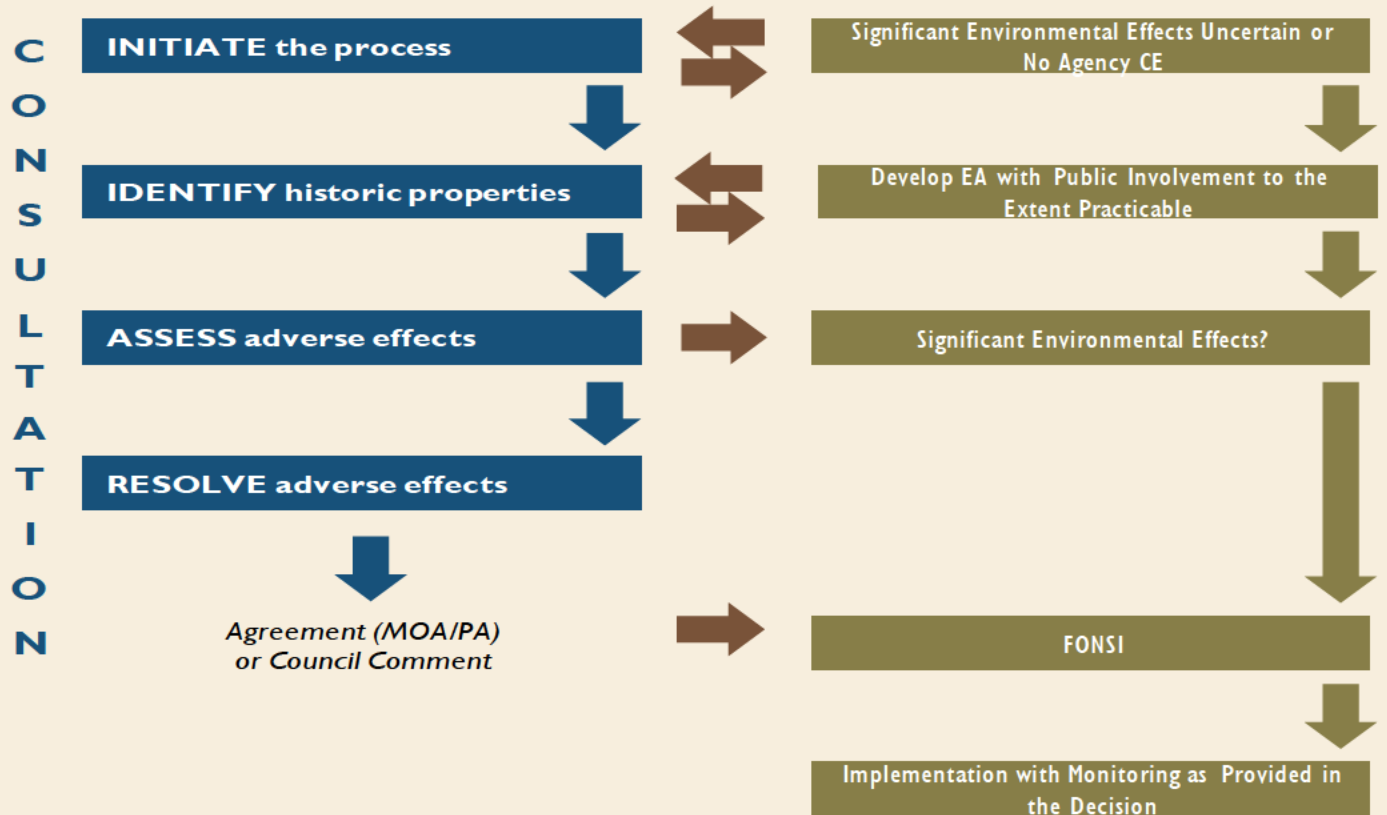 CONSULTATION
INITIATE the process
Significant Environmental Effects Uncertain or
No Agency CE
IDENTIFY historic properties
Develop EA with Public Involvement to the
Extent Practicable
ASSESS adverse effects
Significant Environmental Effects?
RESOLVE adverse effects
Agreement (MOA/PA)
or Council Comment
FONSI
Implementation with Monitoring as Provided in
the Decision